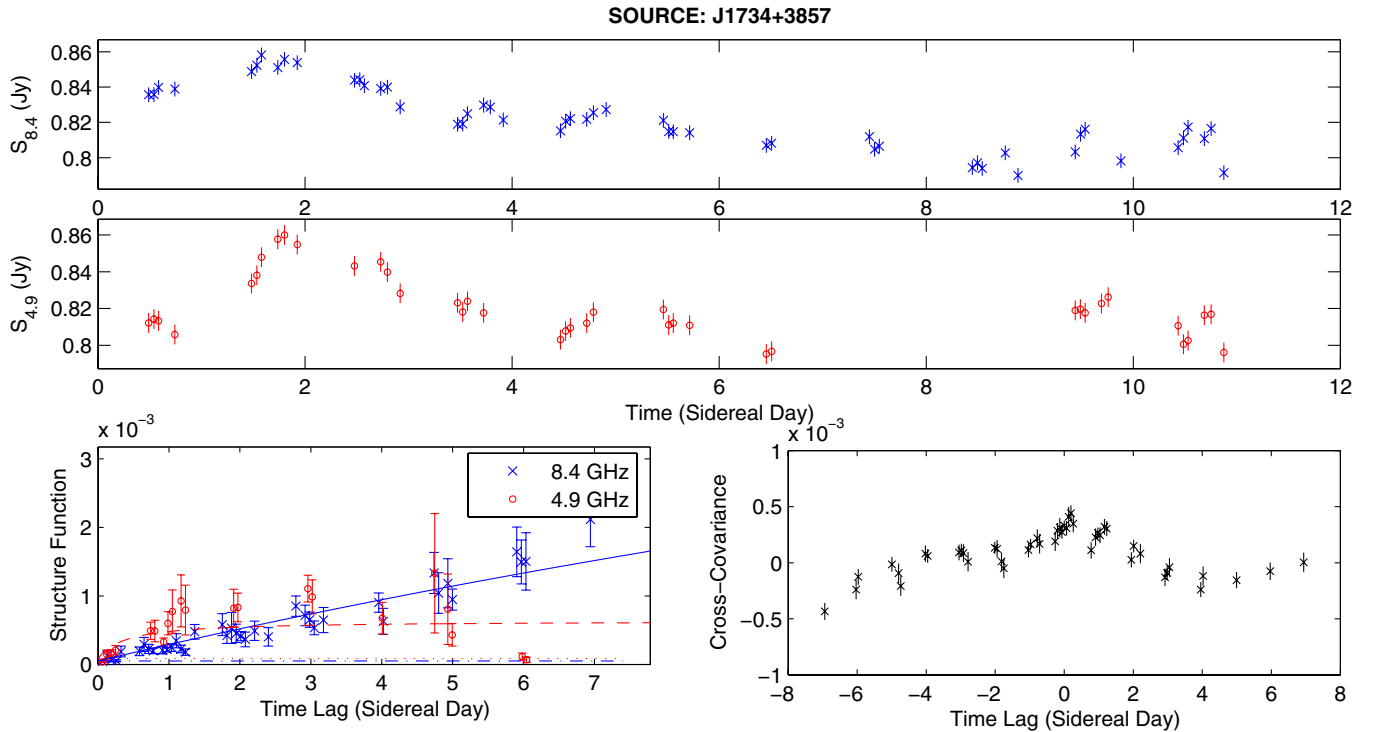 SOURCE: J1734+3857
S8.4 (Jy)
0.86
0.84
0.82
0.8
0 2 4 6 8 10 12
S4.9 (Jy)
0.86
0.84
0.82
0.8
0 2 4 6 8 10 12
Time (Sidereal Day)
x 10−3
Structure Function
3
2
1
0
8.4 GHz
4.9 GHz
0 1 2 3 4 5 6 7
Time Lag (Sidereal Day)
x 10−3
Cross−Covariance
1
0.5
0
−0.5
−1
−8 −6 −4 −2 0 2 4 6 8
Time Lag (Sidereal Day)